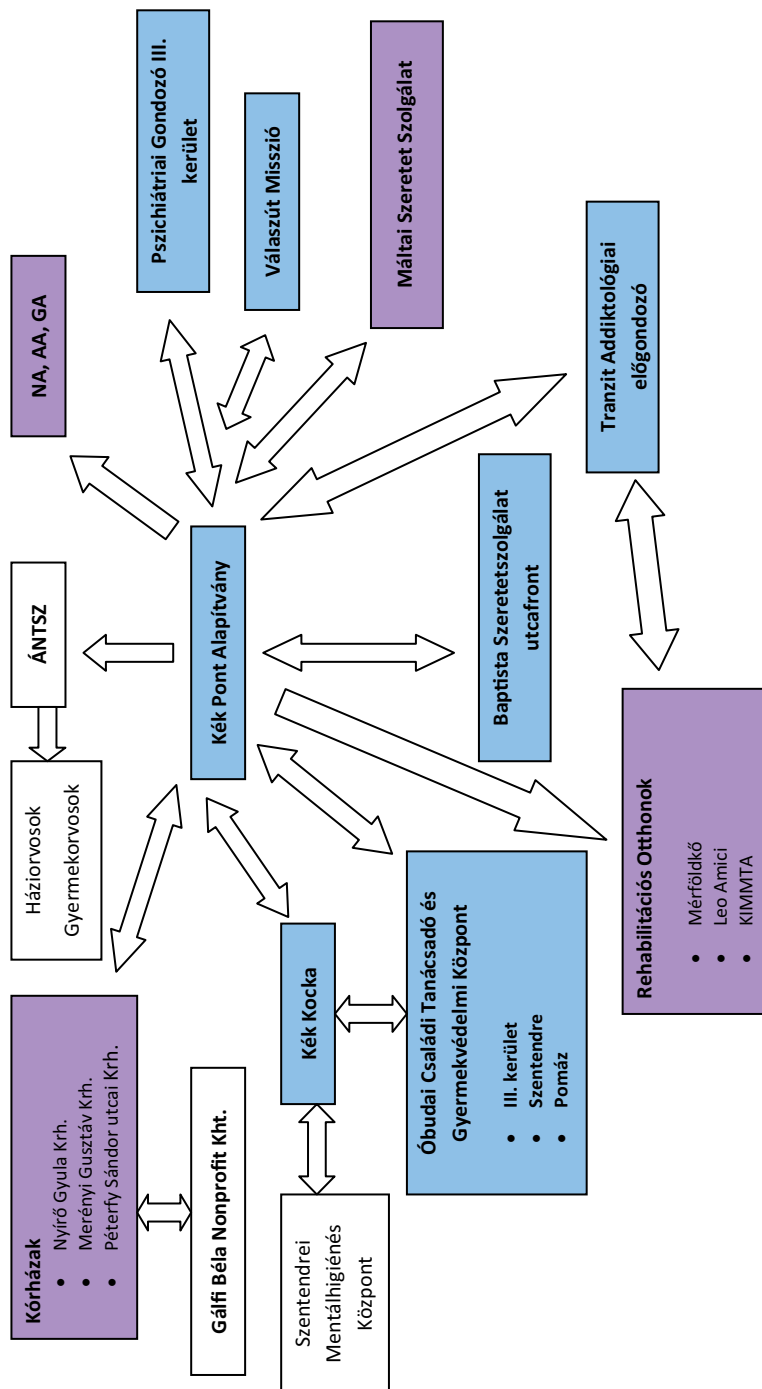 Kórházak
• Nyírő Gyula Krh.
• Merényi Gusztáv Krh.
• Péterfy Sándor utcai Krh.
Háziorvosok
Gyermekorvosok
ÁNTSZ
NA, AA, GA
Pszichiátriai Gondozó III.
kerület
Gálfi Béla Nonprofit Kht.
Kék Pont Alapítvány
Válaszút Misszió
Szentendrei
Mentálhigiénés
Központ
Kék Kocka
Máltai Szeretet Szolgálat
Óbudai Családi Tanácsadó és
Gyermekvédelmi Központ
• III. kerület
• Szentendre
• Pomáz
Baptista Szeretetszolgálat
utcafront
Tranzit Addiktológiai
előgondozó
Rehabilitációs Otthonok
• Mérföldkő
• Leo Amici
• KIMMTA